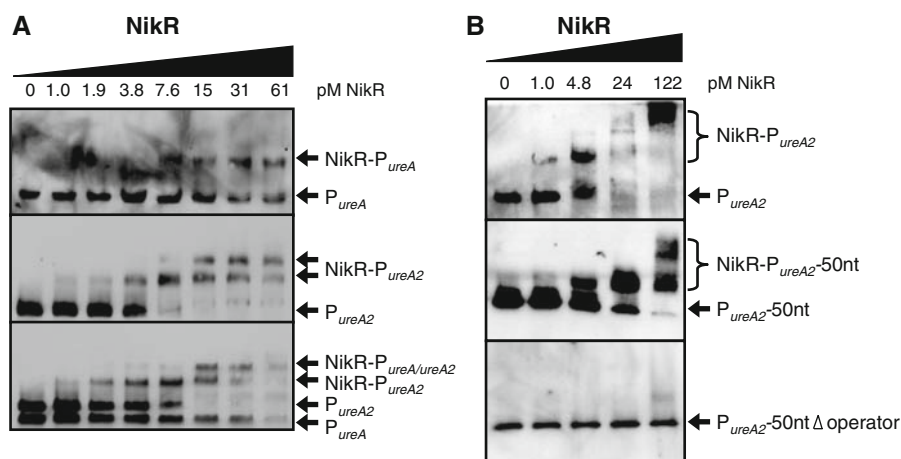 A
NikR
0 1.0 1.9 3.8 7.6 15 31 61 pM NikR
NikR-PureA
PureA
NikR-PureA2
PureA2
NikR-PureA/ureA2
NikR-PureA2
PureA2
PureA
B
NikR
0 1.0 4.8 24 122 pM NikR
NikR-PureA2
PureA2
NikR-PureA2-50nt
PureA2-50nt
PureA2-50nt Δ operator